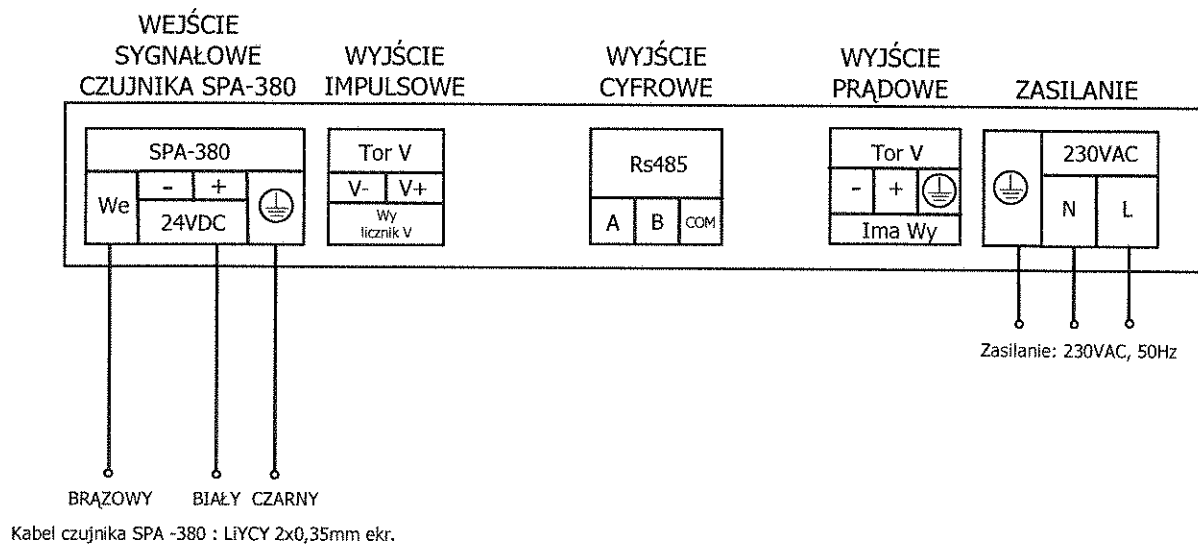 WEJŚCIE
SYGNAŁOWE
CZUJNIKA SPA-380
WYJŚCIE
IMPULSOWE
WYJŚCIE
CYFROWE
WYJŚCIE
PRĄDOWE
ZASILANIE
SPA-380
We
- +
24VDC
Tor V
V- V+
Wy
licznik V
Rs485
A B COM
Tor V
- +
Ima Wy
230VAC
N L
Zasilanie: 230VAC, 50Hz
BRĄZOWY BIAŁY CZARNY
Kabel czujnika SPA -380 : LiYCY 2x0,35mm ekr.